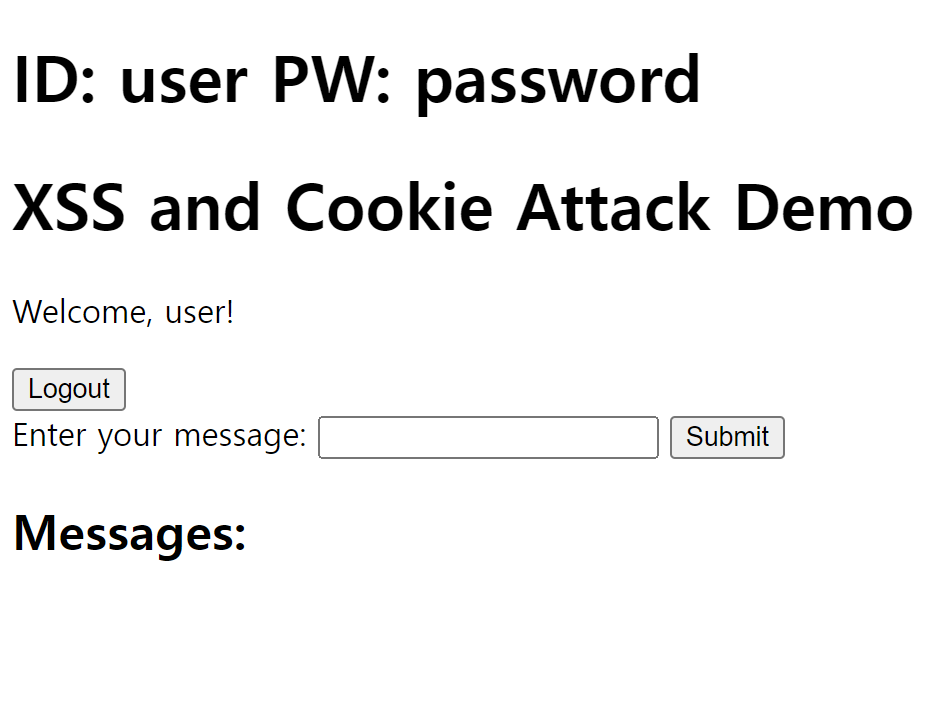 ID: user PW: password
XSS and Cookie Attack Demo
Welcome, user!
Logout
Enter your message: Submit
Messages: